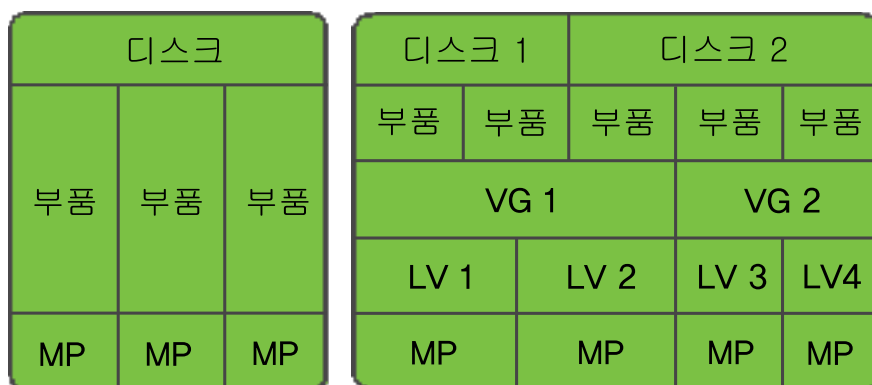 디스크
부품 부품 부품
MP MP MP
디스크 1 디스크 2
부품 부품 부품 부품 부품
VG 1 VG 2
LV 1 LV 2 LV 3 LV4
MP MP MP MP